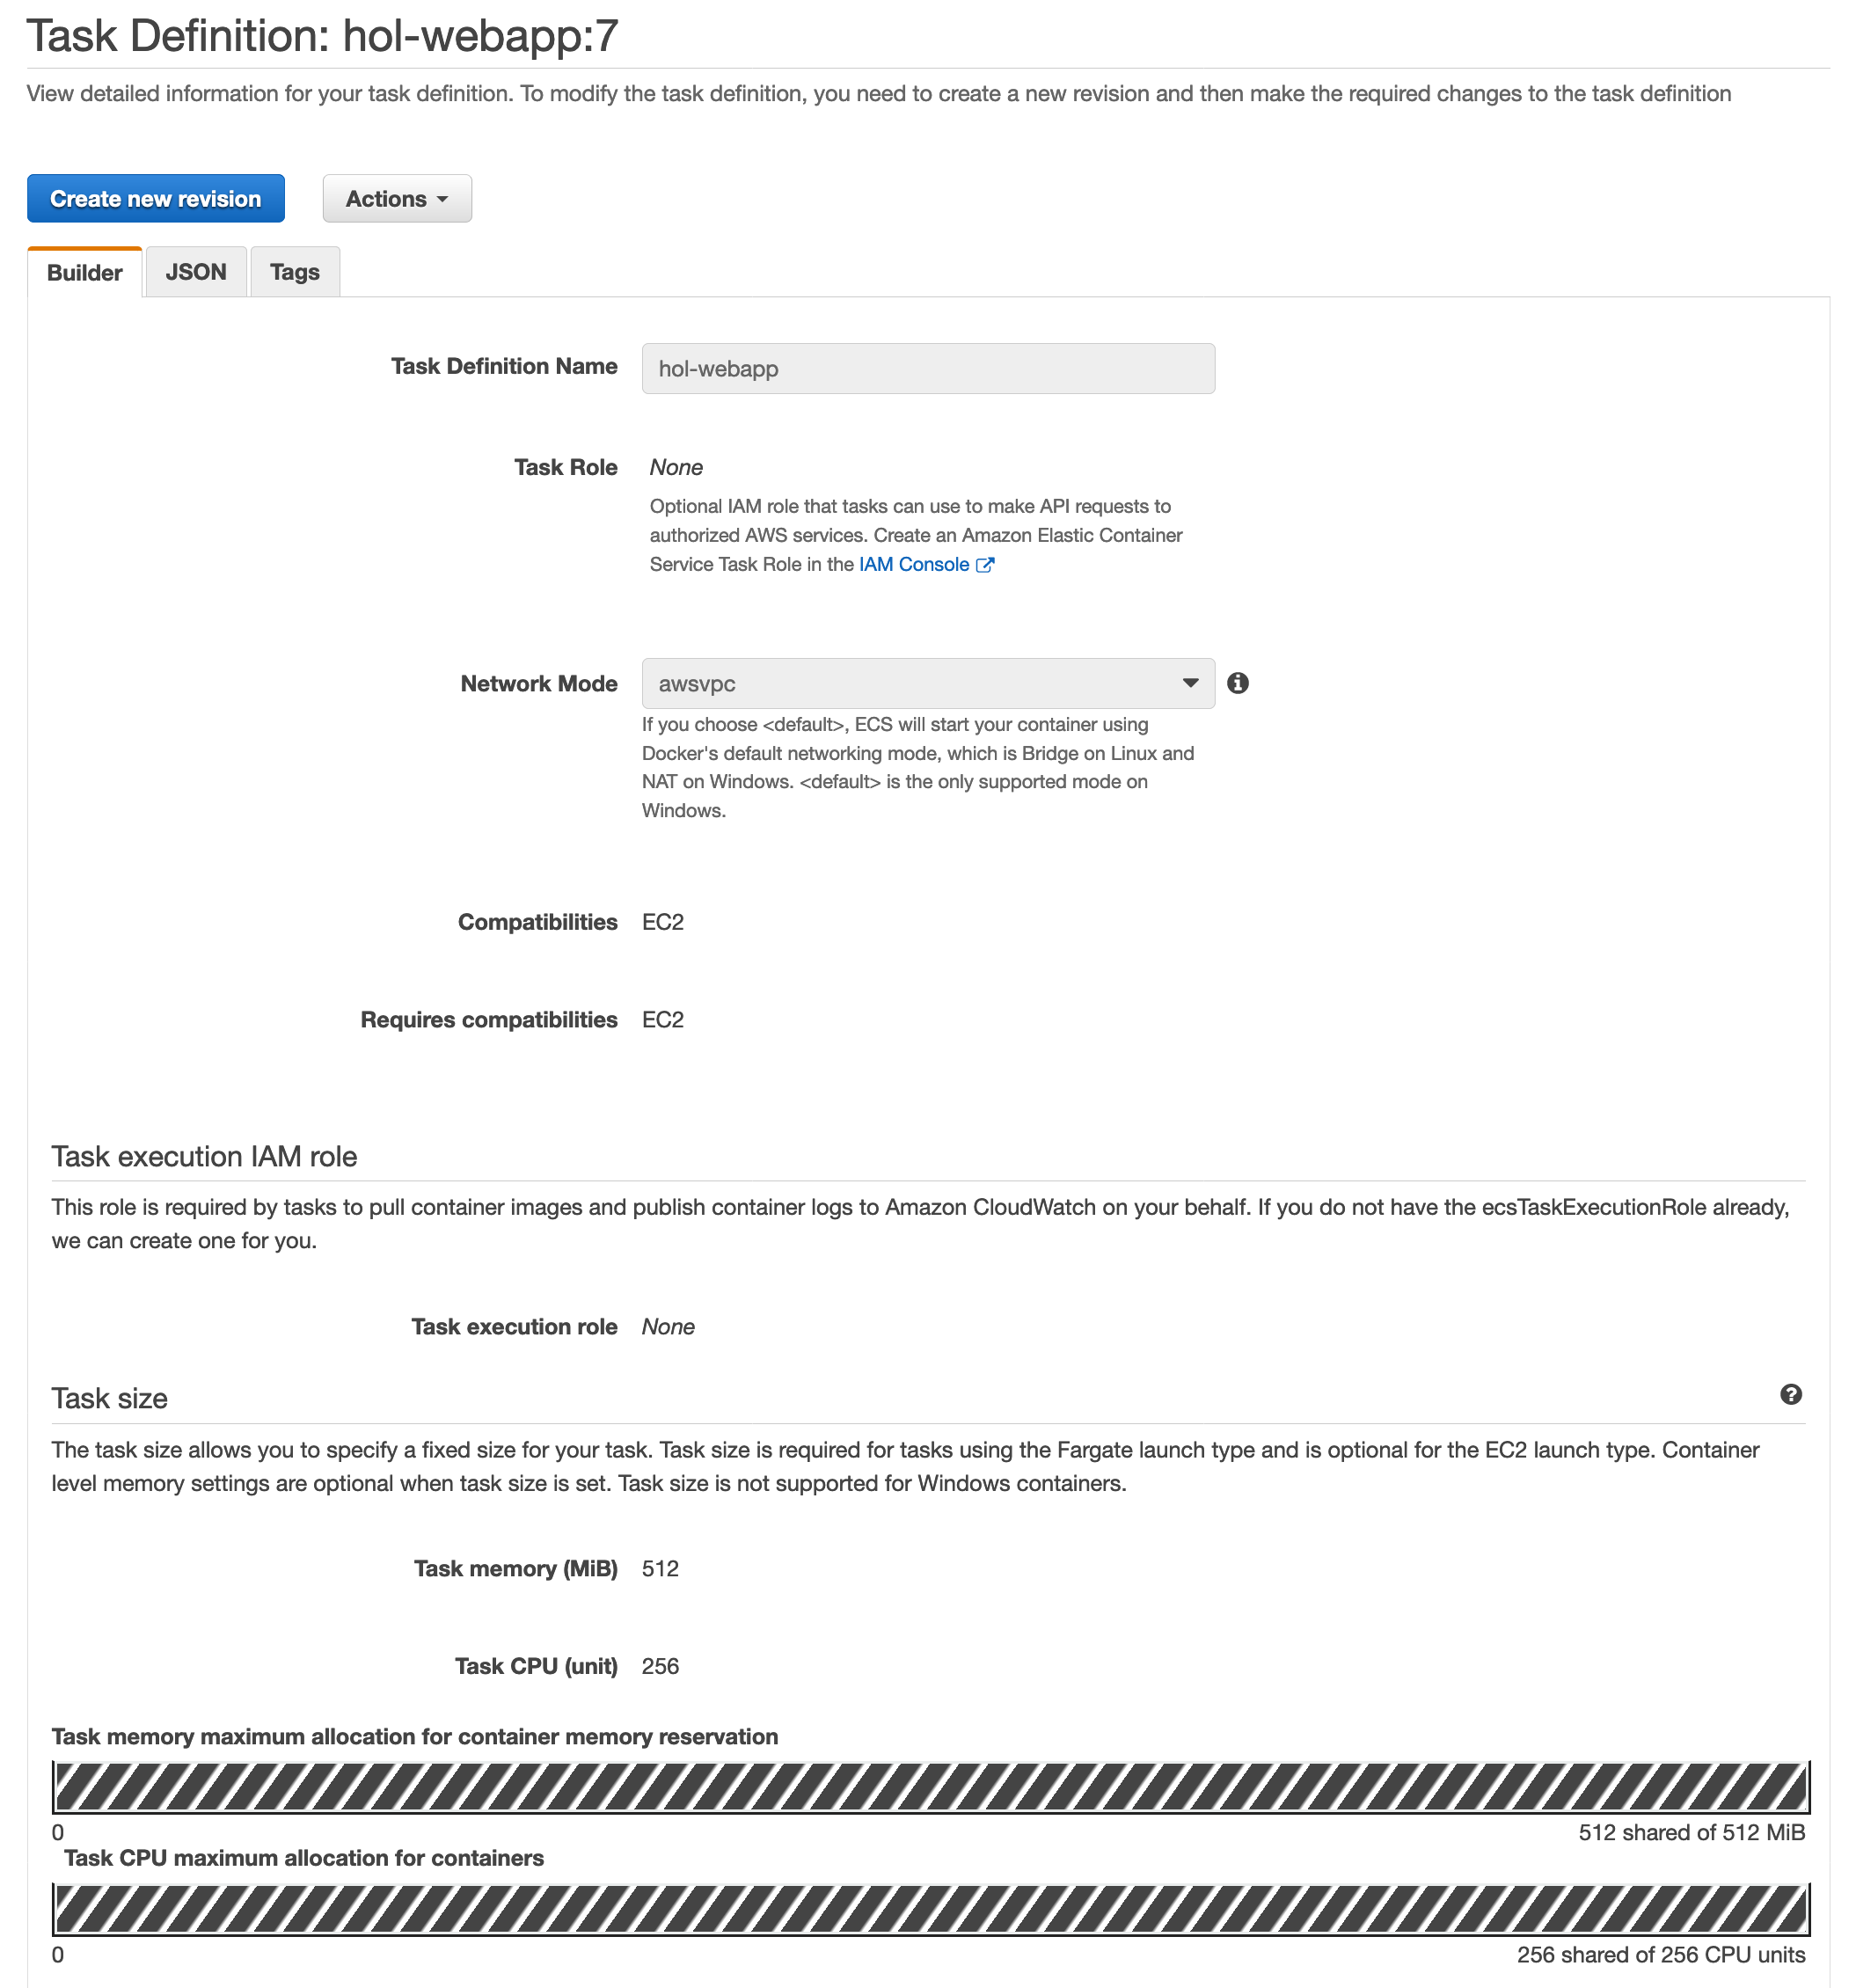 Task Definition: hol-webapp:7
View detailed information for your task definition. To modify the task definition, you need to create a new revision and then make the required changes to the task definition
Create new revision
Actions
Builder
JSON
Tags
Task Definition Name
hol-webapp
Task Role
None
Optional IAM role that tasks can use to make API requests to
authorized AWS services. Create an Amazon Elastic Container
Service Task Role in the IAM Console
Network Mode
awsvpc
If you choose <default>, ECS will start your container using
Docker's default networking mode, which is Bridge on Linux and
NAT on Windows. <default> is the only supported mode on
Windows.
Compatibilities
EC2
Requires compatibilities
EC2
Task execution IAM role
This role is required by tasks to pull container images and publish container logs to Amazon CloudWatch on your behalf. If you do not have the ecsTaskExecutionRole already,
we can create one for you.
Task execution role
None
Task size
The task size allows you to specify a fixed size for your task. Task size is required for tasks using the Fargate launch type and is optional for the EC2 launch type. Container
level memory settings are optional when task size is set. Task size is not supported for Windows containers.
Task memory (MiB)
512
Task CPU (unit)
256
Task memory maximum allocation for container memory reservation
0
512 shared of 512 MiB
Task CPU maximum allocation for containers
0
256 shared of 256 CPU units